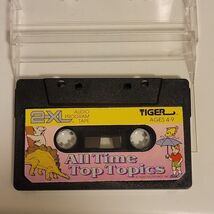 2-XL
AUDIO
PROGRAM
TAPE
TIGER
AGES 4-9
All Time
Top Topics